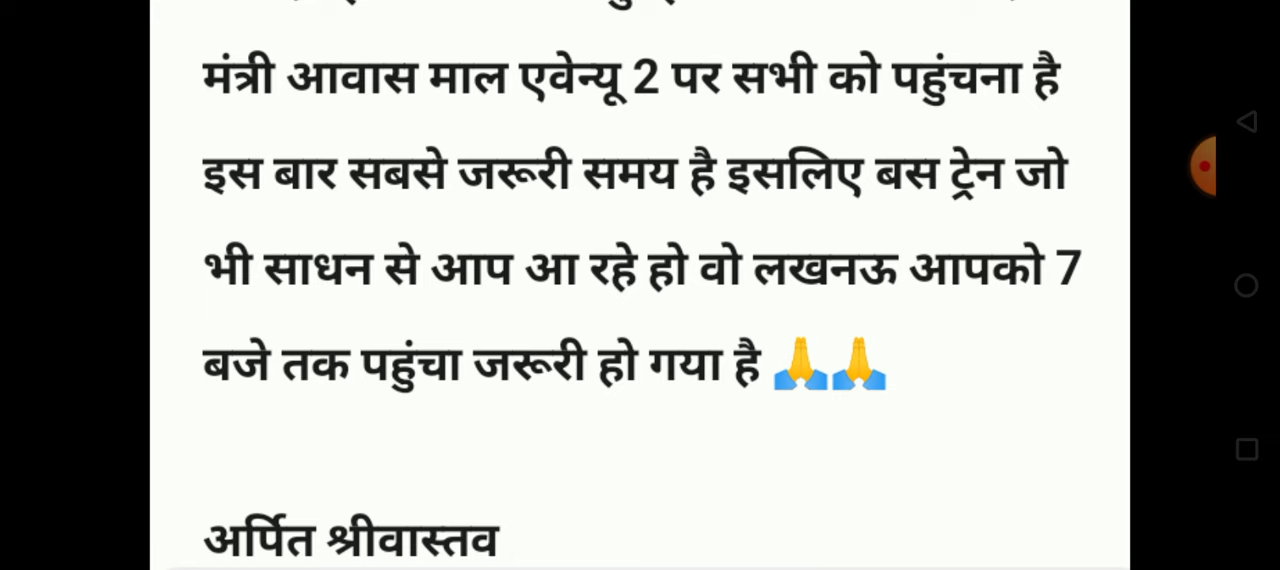 मंत्री आवास माल एवेन्यू 2 पर सभी को पहुंचना है
इस बार सबसे जरूरी समय है इसलिए बस ट्रेन जो
भी साधन से आप आ रहे हो वो लखनऊ आपको 7
बजे तक पहुंचा जरूरी हो गया है 🙏🙏
अर्पित श्रीवास्तव